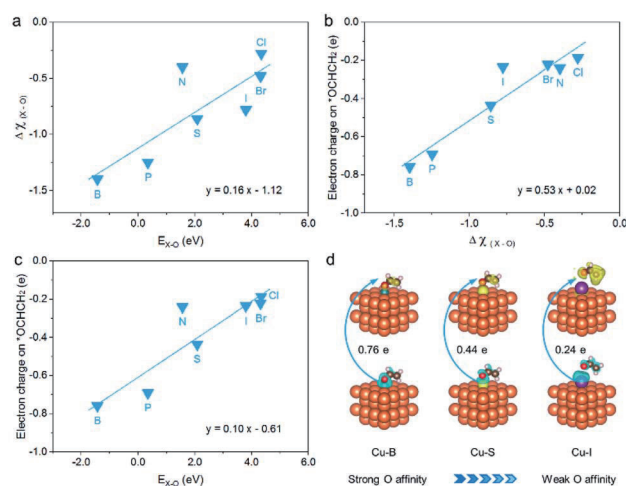 a
0.0
-0.5
-1.0
-1.5
Δ χ (X - O)
Cl
N
Br
I
S
P
B
y = 0.16 x - 1.12
-2.0 0.0 2.0 4.0 6.0
E X-O (eV)
b
0.0
-0.2
-0.4
-0.6
-0.8
-1.0
Electron charge on *OCHCH₂ (e)
I
Br
N
Cl
S
B
P
y = 0.53 x + 0.02
-1.5 -1.0 -0.5 0.0
Δ χ (X - O)
c
0.0
-0.2
-0.4
-0.6
-0.8
-1.0
Electron charge on *OCHCH₂ (e)
Cl
N
I
Br
S
P
B
y = 0.10 x - 0.61
-2.0 0.0 2.0 4.0 6.0
E X-O (eV)
d
0.76 e 0.44 e 0.24 e
Cu-B Cu-S Cu-I
Strong O affinity Weak O affinity